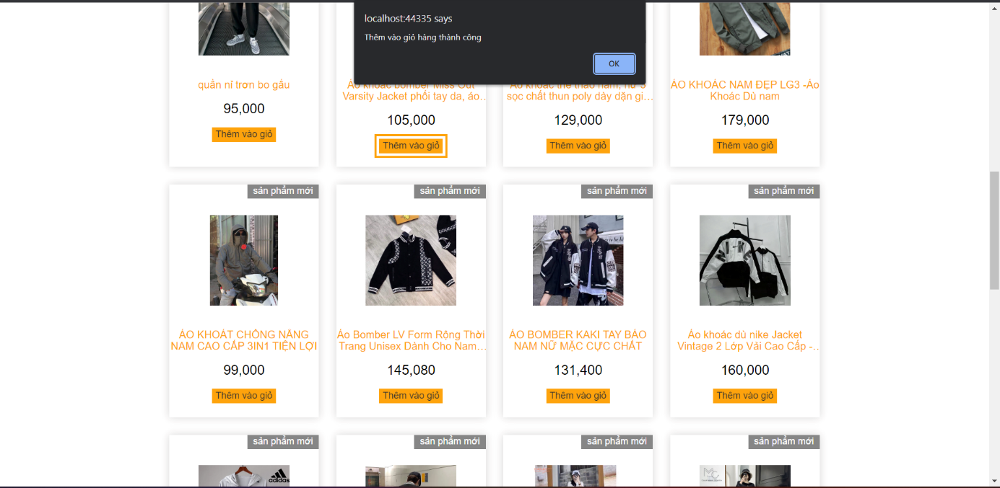 localhost:44335 says
Thêm vào giỏ hàng thành công
OK
quần nỉ trơn bo gấu
95,000
Thêm vào giỏ
Áo khoác bomber Miss Out
Varsity Jacket phối tay da, áo…
105,000
Thêm vào giỏ
Áo khoác thể thao nam, nữ 3
sọc chất thun poly dày dặn gi…
129,000
Thêm vào giỏ
ÁO KHOÁC NAM ĐẸP LG3 -Áo
Khoác Dù nam
179,000
Thêm vào giỏ
sản phẩm mới
ÁO KHOÁT CHỐNG NẮNG
NAM CAO CẤP 3IN1 TIỆN LỢI
99,000
Thêm vào giỏ
sản phẩm mới
Áo Bomber LV Form Rộng Thời
Trang Unisex Dành Cho Nam…
145,080
Thêm vào giỏ
sản phẩm mới
ÁO BOMBER KAKI TAY BÁO
NAM NỮ MẶC CỰC CHẤT
131,400
Thêm vào giỏ
sản phẩm mới
Áo khoác dù nike Jacket
Vintage 2 Lớp Vải Cao Cấp -…
160,000
Thêm vào giỏ
sản phẩm mới
adidas
sản phẩm mới
sản phẩm mới
sản phẩm mới